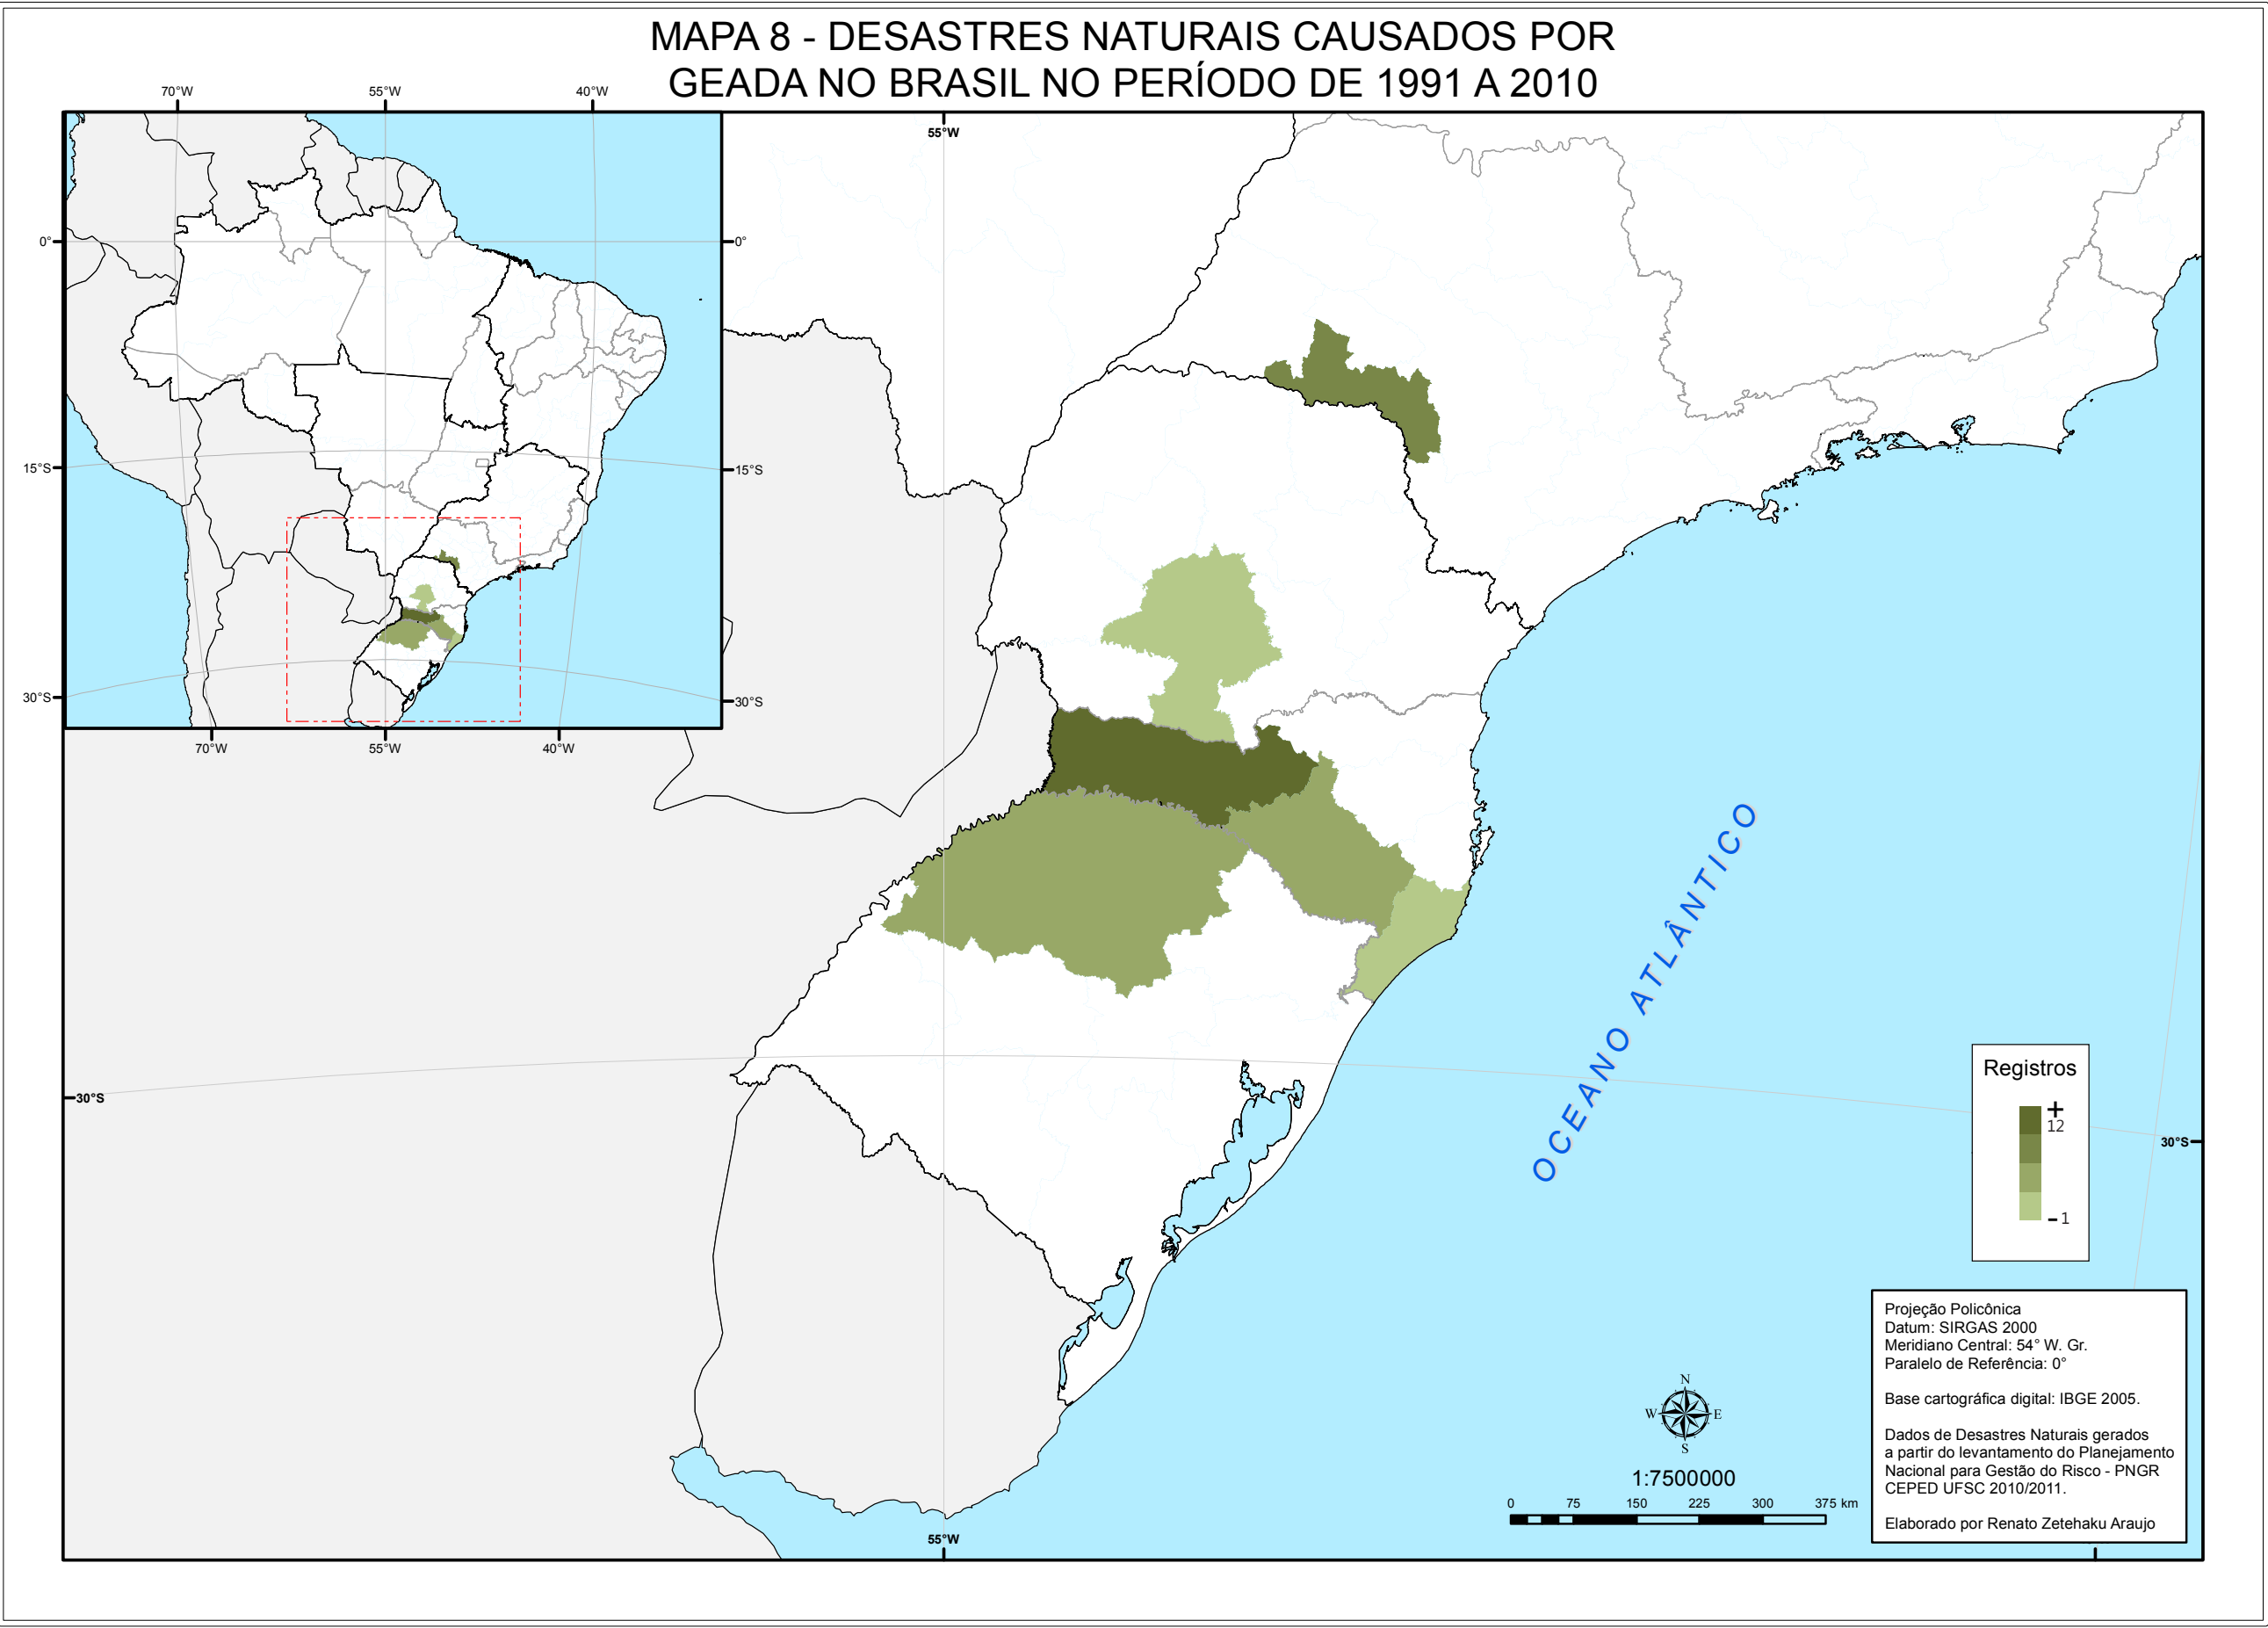 MAPA 8 - DESASTRES NATURAIS CAUSADOS POR
GEADA NO BRASIL NO PERÍODO DE 1991 A 2010
70°W
55°W
40°W
55°W
0°
0°
15°S
15°S
30°S
30°S
70°W
55°W
40°W
OCEANO ATLÂNTICO
30°S
30°S
Registros
+
12
- 1
Projeção Policônica
Datum: SIRGAS 2000
Meridiano Central: 54° W. Gr.
Paralelo de Referência: 0°
Base cartográfica digital: IBGE 2005.
Dados de Desastres Naturais gerados
a partir do levantamento do Planejamento
Nacional para Gestão do Risco - PNGR
CEPED UFSC 2010/2011.
Elaborado por Renato Zetehaku Araujo
N
W E
S
1:7500000
0 75 150 225 300 375 km
55°W